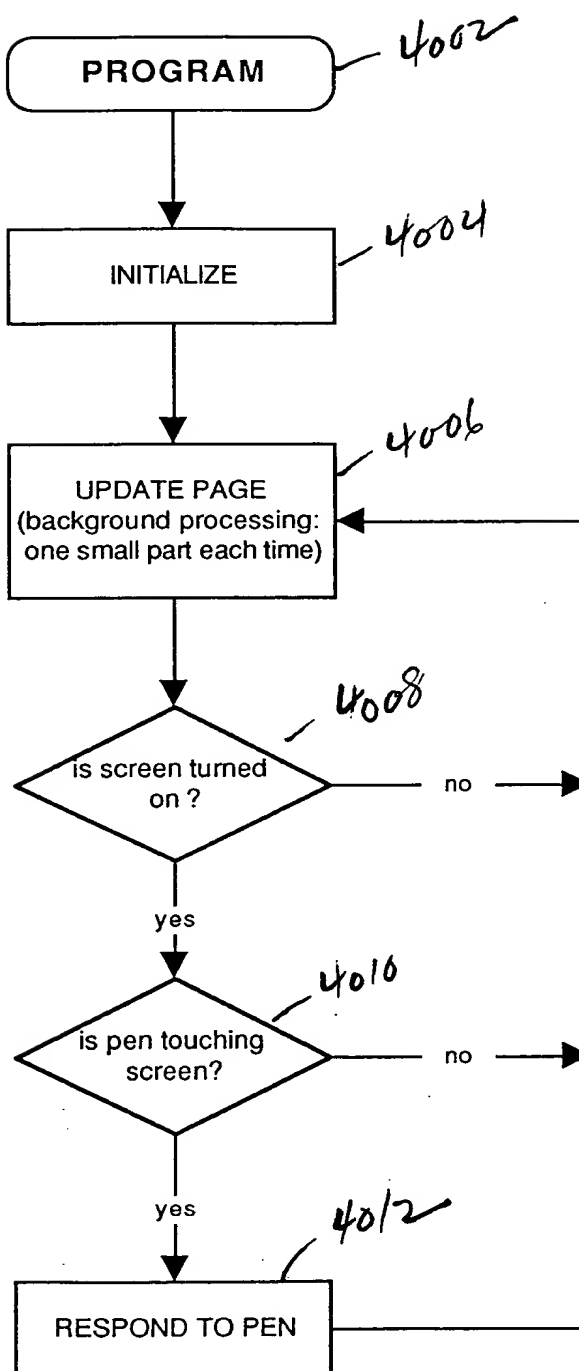 4002
PROGRAM
4004
INITIALIZE
4006
UPDATE PAGE
(background processing:
one small part each time)
4008
is screen turned
on ?
no
yes
4010
is pen touching
screen?
no
yes
4012
RESPOND TO PEN